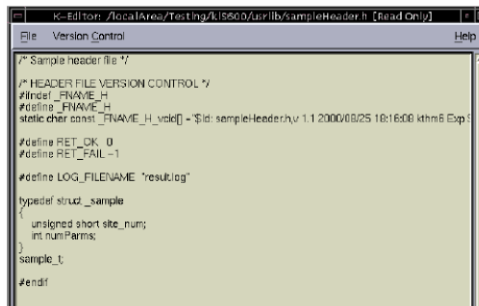 K-Editor: /localArea/Testing/kiS600/usrlib/sampleHeader.h [Read Only]
File Version Control Help
/* Sample header file */
/* HEADER FILE VERSION CONTROL */
#ifndef _FNAME_H
#define _FNAME_H
static char const _FNAME_H_vcid[] ="$Id: sampleHeader.h,v 1.1 2000/08/25 18:16:08 kthm6 Exp $
#define RET_OK 0
#define RET_FAIL -1
#define LOG_FILENAME "result.log"
typedef struct _sample
{
unsigned short site_num;
int numParms;
}
sample_t;
#endif